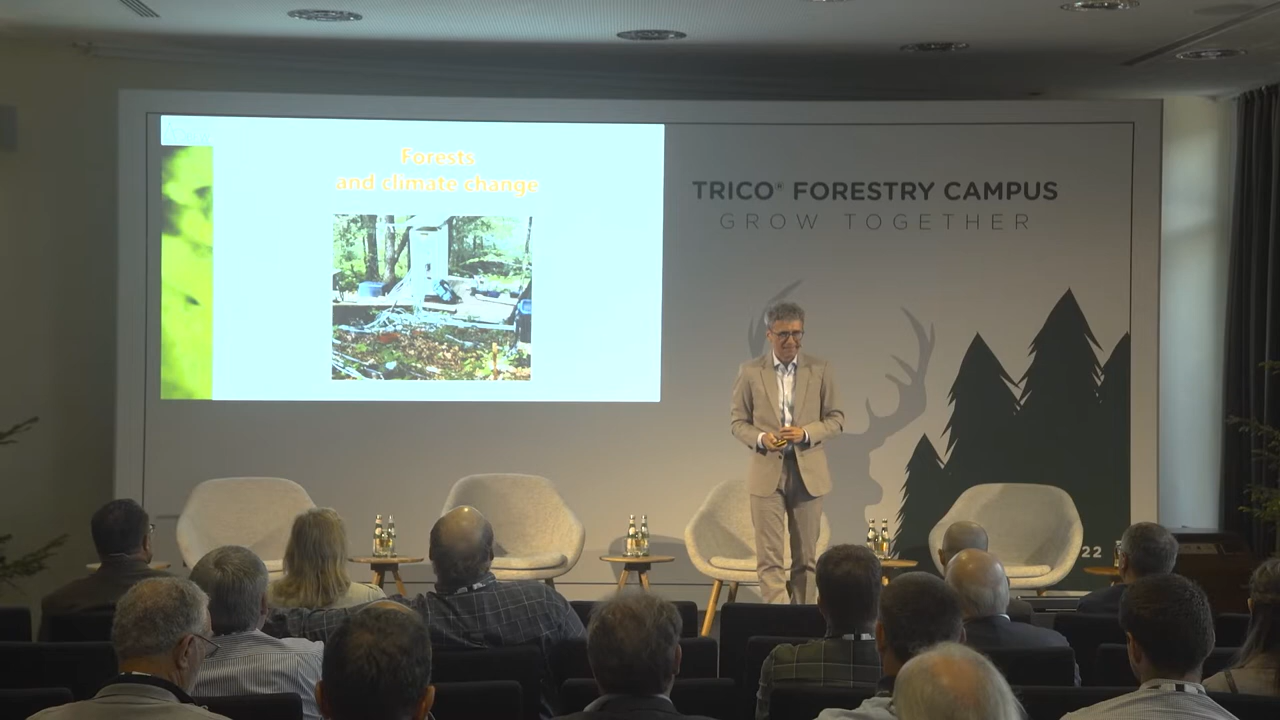 Forests
and climate change
TRICO® FORESTRY CAMPUS
GROW TOGETHER
22